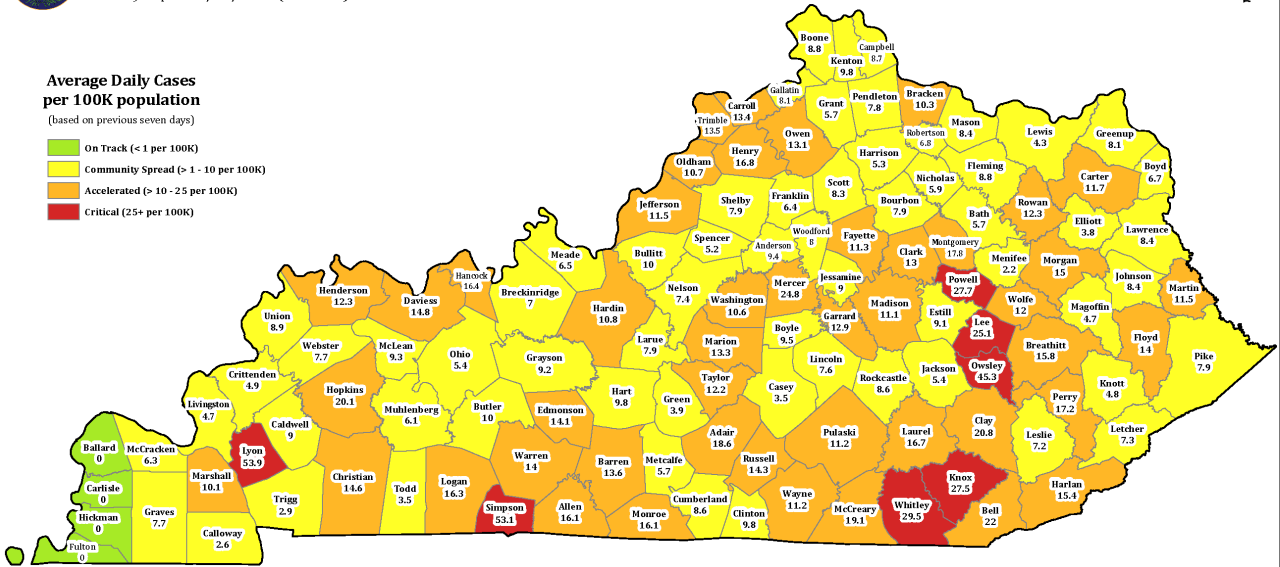 Average Daily Cases
per 100K population
(based on previous seven days)
On Track (< 1 per 100K)
Community Spread (> 1 - 10 per 100K)
Accelerated (> 10 - 25 per 100K)
Critical (25+ per 100K)
Boone
8.8
Kenton
9.8
Campbell
8.7
Gallatin
8.1
Grant
5.7
Pendleton
7.8
Bracken
10.3
Carroll
13.4
Trimble
13.5
Owen
13.1
Henry
16.8
Oldham
10.7
Robertson
6.8
Mason
8.4
Lewis
4.3
Greenup
8.1
Boyd
6.7
Harrison
5.3
Fleming
8.8
Nicholas
5.9
Carter
11.7
Rowan
12.3
Elliott
3.8
Lawrence
8.4
Jefferson
11.5
Shelby
7.9
Franklin
6.4
Scott
8.3
Bourbon
7.9
Bath
5.7
Spencer
5.2
Anderson
9.4
Woodford
8
Fayette
11.3
Clark
13
Montgomery
17.8
Menifee
2.2
Morgan
15
Johnson
8.4
Martin
11.5
Meade
6.5
Bullitt
10
Hancock
16.4
Breckinridge
7
Henderson
12.3
Daviess
14.8
Union
8.9
Hardin
10.8
Nelson
7.4
Washington
10.6
Mercer
24.8
Jessamine
9
Madison
11.1
Garrard
12.9
Powell
27.7
Estill
9.1
Wolfe
12
Lee
25.1
Magoffin
4.7
Floyd
14
Pike
7.9
Webster
7.7
McLean
9.3
Ohio
5.4
Grayson
9.2
Larue
7.9
Marion
13.3
Boyle
9.5
Lincoln
7.6
Rockcastle
8.6
Jackson
5.4
Owsley
45.3
Breathitt
15.8
Knott
4.8
Perry
17.2
Crittenden
4.9
Livingston
4.7
Hopkins
20.1
Caldwell
9
Muhlenberg
6.1
Butler
10
Edmonson
14.1
Hart
9.8
Green
3.9
Taylor
12.2
Casey
3.5
Adair
18.6
Pulaski
11.2
Laurel
16.7
Clay
20.8
Leslie
7.2
Letcher
7.3
Ballard
0
McCracken
6.3
Lyon
53.9
Marshall
10.1
Carlisle
0
Hickman
0
Fulton
0
Graves
7.7
Calloway
2.6
Trigg
2.9
Christian
14.6
Todd
3.5
Logan
16.3
Warren
14
Simpson
53.1
Allen
16.1
Barren
13.6
Metcalfe
5.7
Monroe
16.1
Cumberland
8.6
Russell
14.3
Clinton
9.8
Wayne
11.2
McCreary
19.1
Whitley
29.5
Knox
27.5
Bell
22
Harlan
15.4